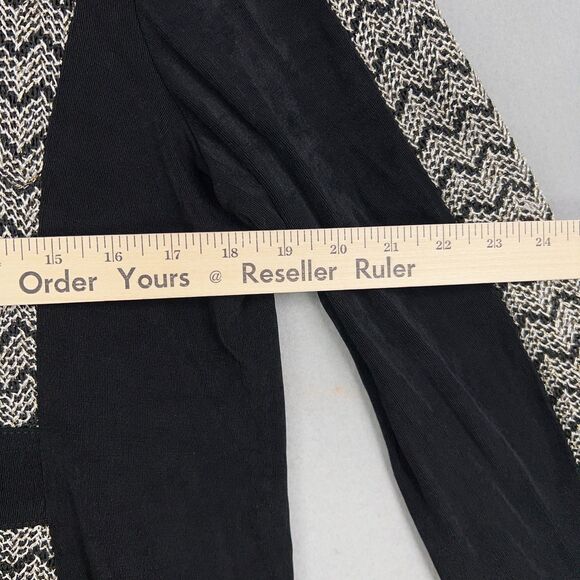 15 16 17 18 19 20 21 22 23 24
Order Yours @ Reseller Ruler